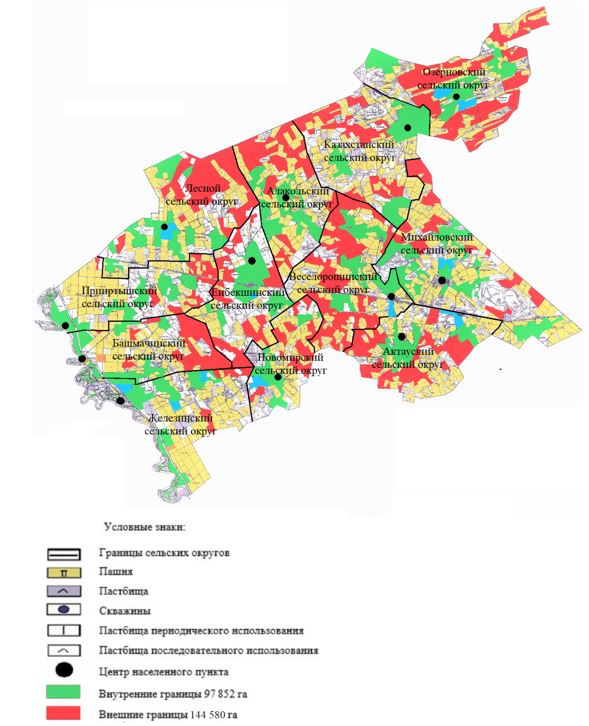 Озерновский
сельский округ
Казахстанский
сельский округ
Лесной
сельский округ
Алакольский
сельский округ
Михайловский
сельский округ
Прииртышский
сельский округ
Енбекшинский
сельский округ
Веселорощинский
сельский округ
Башмачинский
сельский округ
Новомирский
сельский округ
Актауский
сельский округ
Железинский
сельский округ
Условные знаки:
Границы сельских округов
Пашня
Пастбища
Скважины
Пастбища периодического использования
Пастбища последовательного использования
Центр населенного пункта
Внутренние границы 97 852 га
Внешние границы 144 580 га